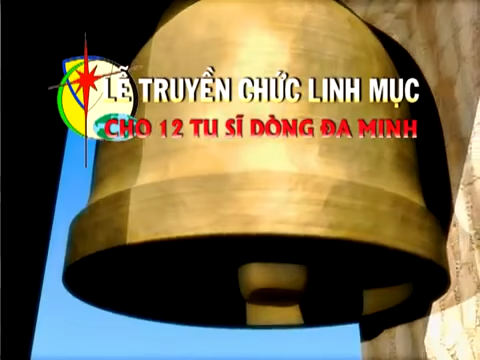 LỄ TRUYỀN CHỨC LINH MỤC
CHO 12 TU SĨ DÒNG ĐA MINH